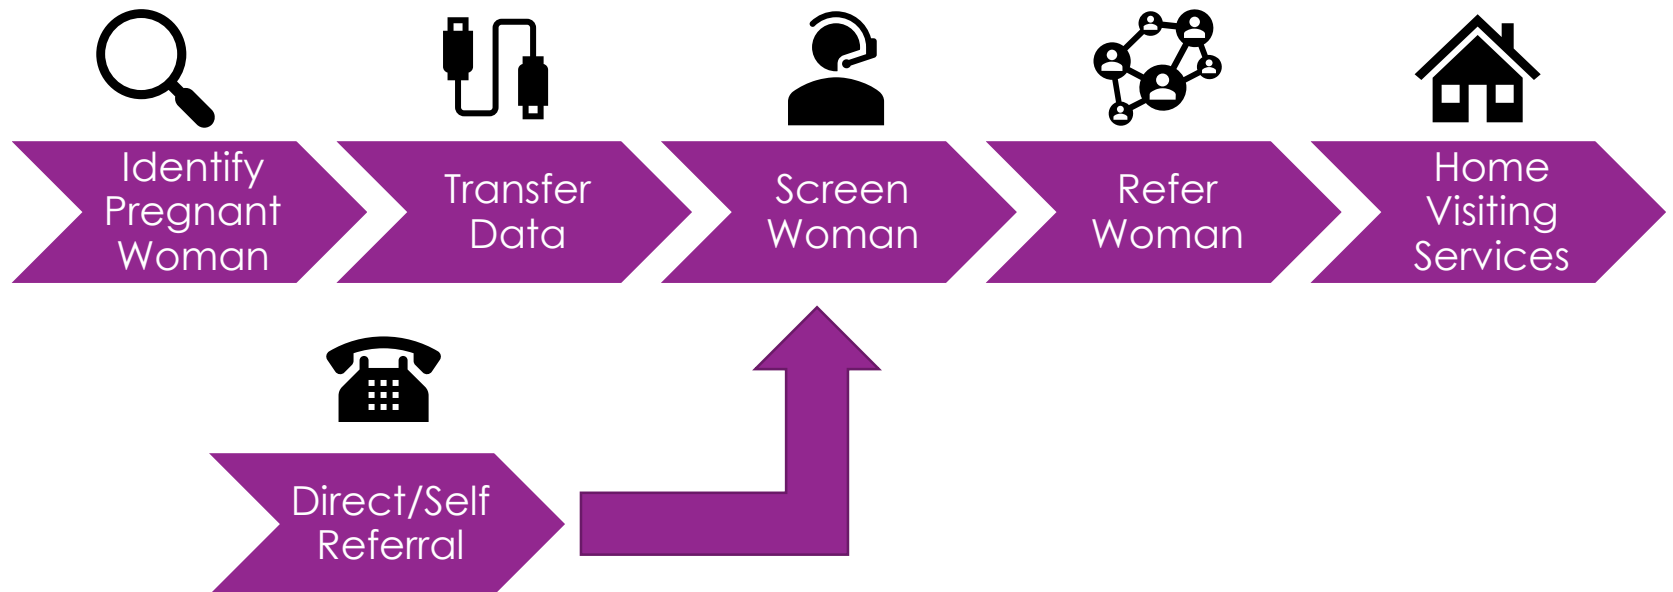 Identify
Pregnant
Woman
Transfer
Data
Screen
Woman
Refer
Woman
Home
Visiting
Services
Direct/Self
Referral